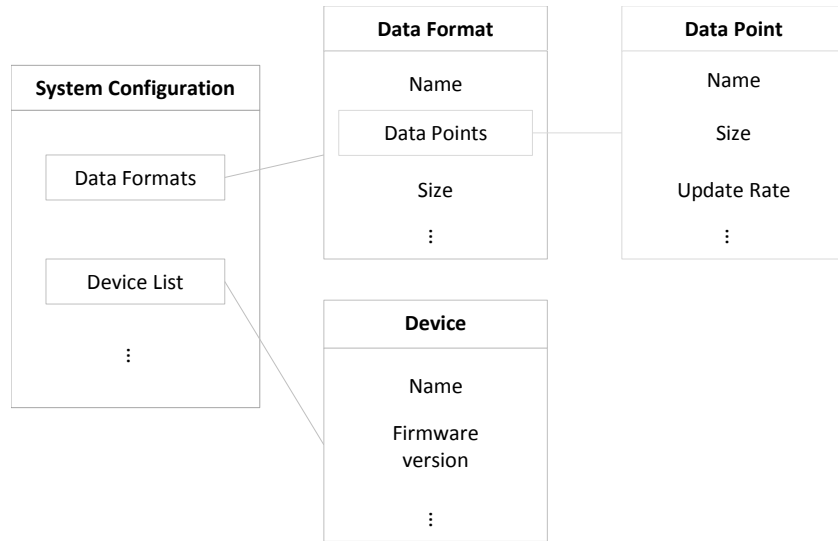 System Configuration
Data Formats
Device List
⋮
Data Format
Name
Data Points
Size
⋮
Data Point
Name
Size
Update Rate
⋮
Device
Name
Firmware
version
⋮